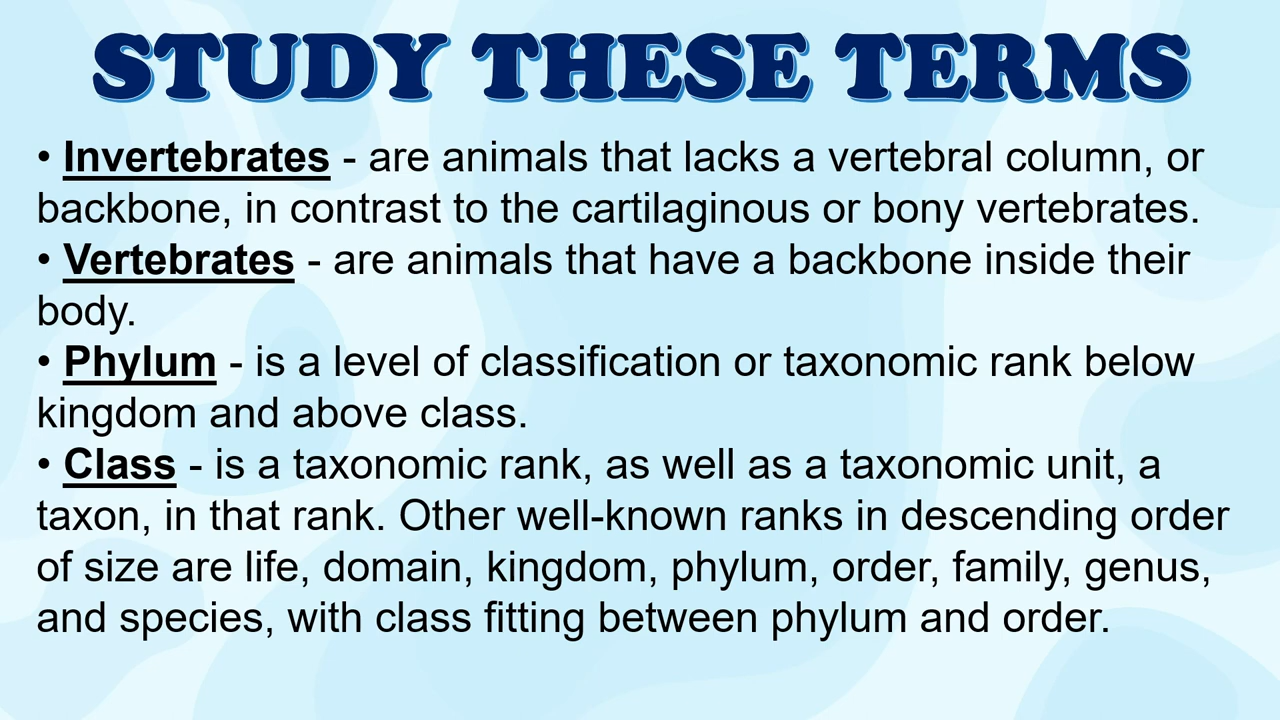 STUDY THESE TERMS
• Invertebrates - are animals that lacks a vertebral column, or
backbone, in contrast to the cartilaginous or bony vertebrates.
• Vertebrates - are animals that have a backbone inside their
body.
• Phylum - is a level of classification or taxonomic rank below
kingdom and above class.
• Class - is a taxonomic rank, as well as a taxonomic unit, a
taxon, in that rank. Other well-known ranks in descending order
of size are life, domain, kingdom, phylum, order, family, genus,
and species, with class fitting between phylum and order.